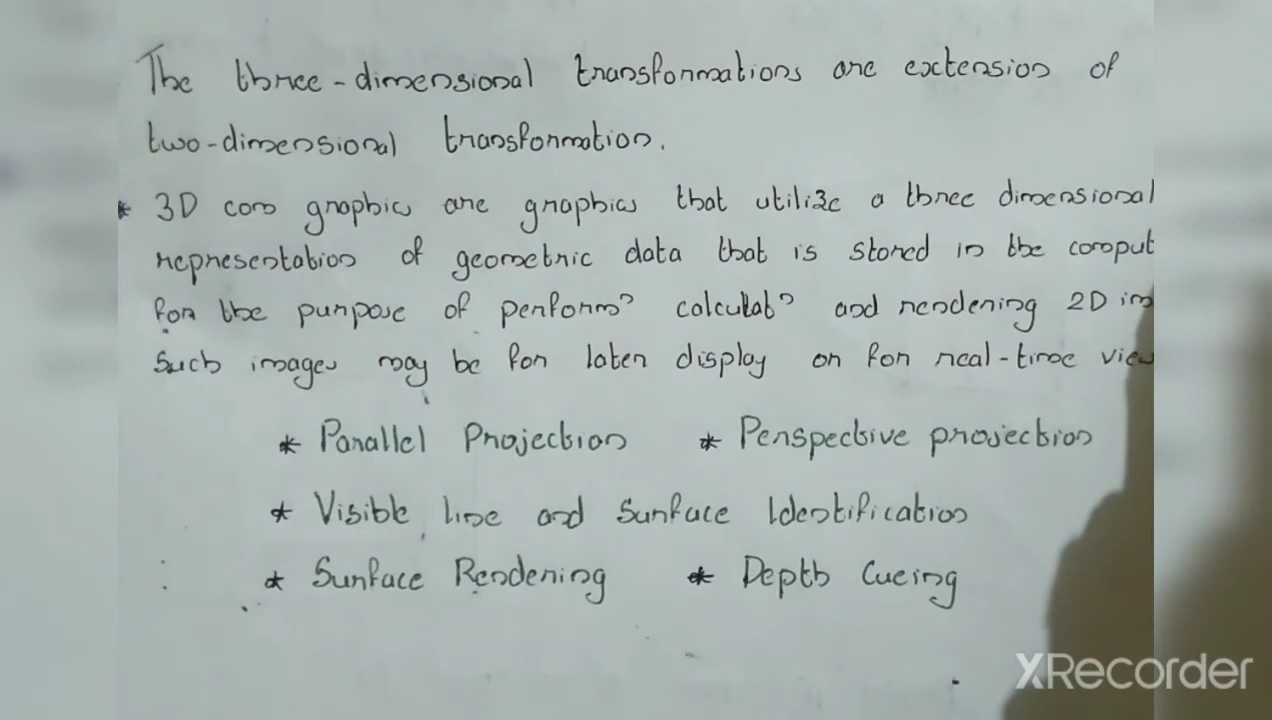 The three-dimensional transformations are extension of
two-dimensional transformation.
* 3D com graphics are graphics that utilize a three dimensional
representation of geometric data that is stored in the comput
for the purpose of performn calculatn and rendering 2D im
Such images may be for later display or for real-time view
* Parallel Projection * Perspective projection
* Visible line and Surface Identification
* Surface Rendering * Depth Cueing
XRecorder